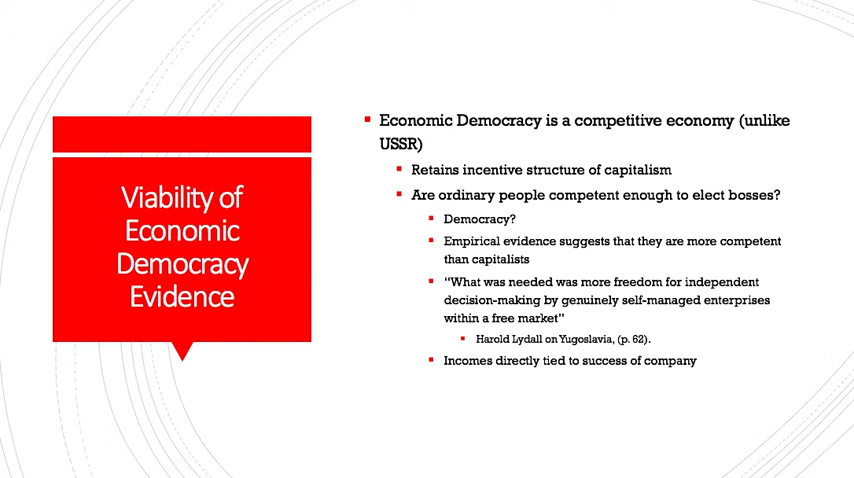 Viability of
Economic
Democracy
Evidence
Economic Democracy is a competitive economy (unlike
USSR)
Retains incentive structure of capitalism
Are ordinary people competent enough to elect bosses?
Democracy?
Empirical evidence suggests that they are more competent
than capitalists
“What was needed was more freedom for independent
decision-making by genuinely self-managed enterprises
within a free market”
Harold Lydall on Yugoslavia, (p. 62).
Incomes directly tied to success of company